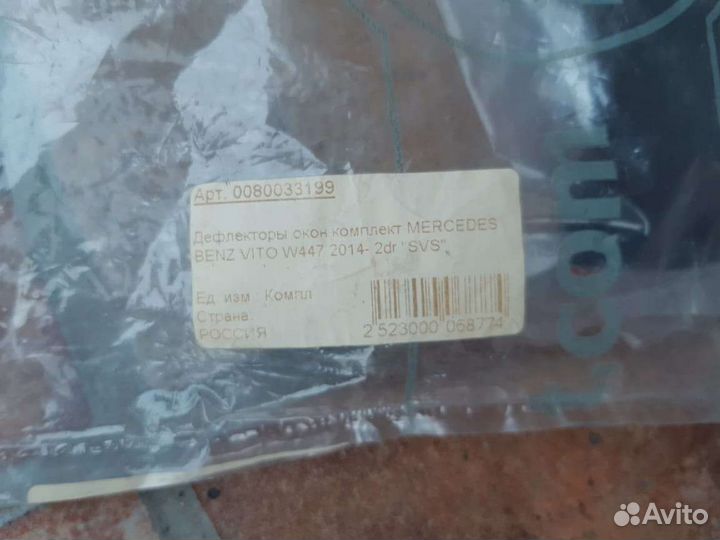 Арт. 0080033199
Дефлекторы окон комплект MERCEDES
BENZ VITO W447 2014- 2dr "SVS"
Ед. изм.: Компл
Страна:
РОССИЯ
2 523000 068774
t.com
Avito